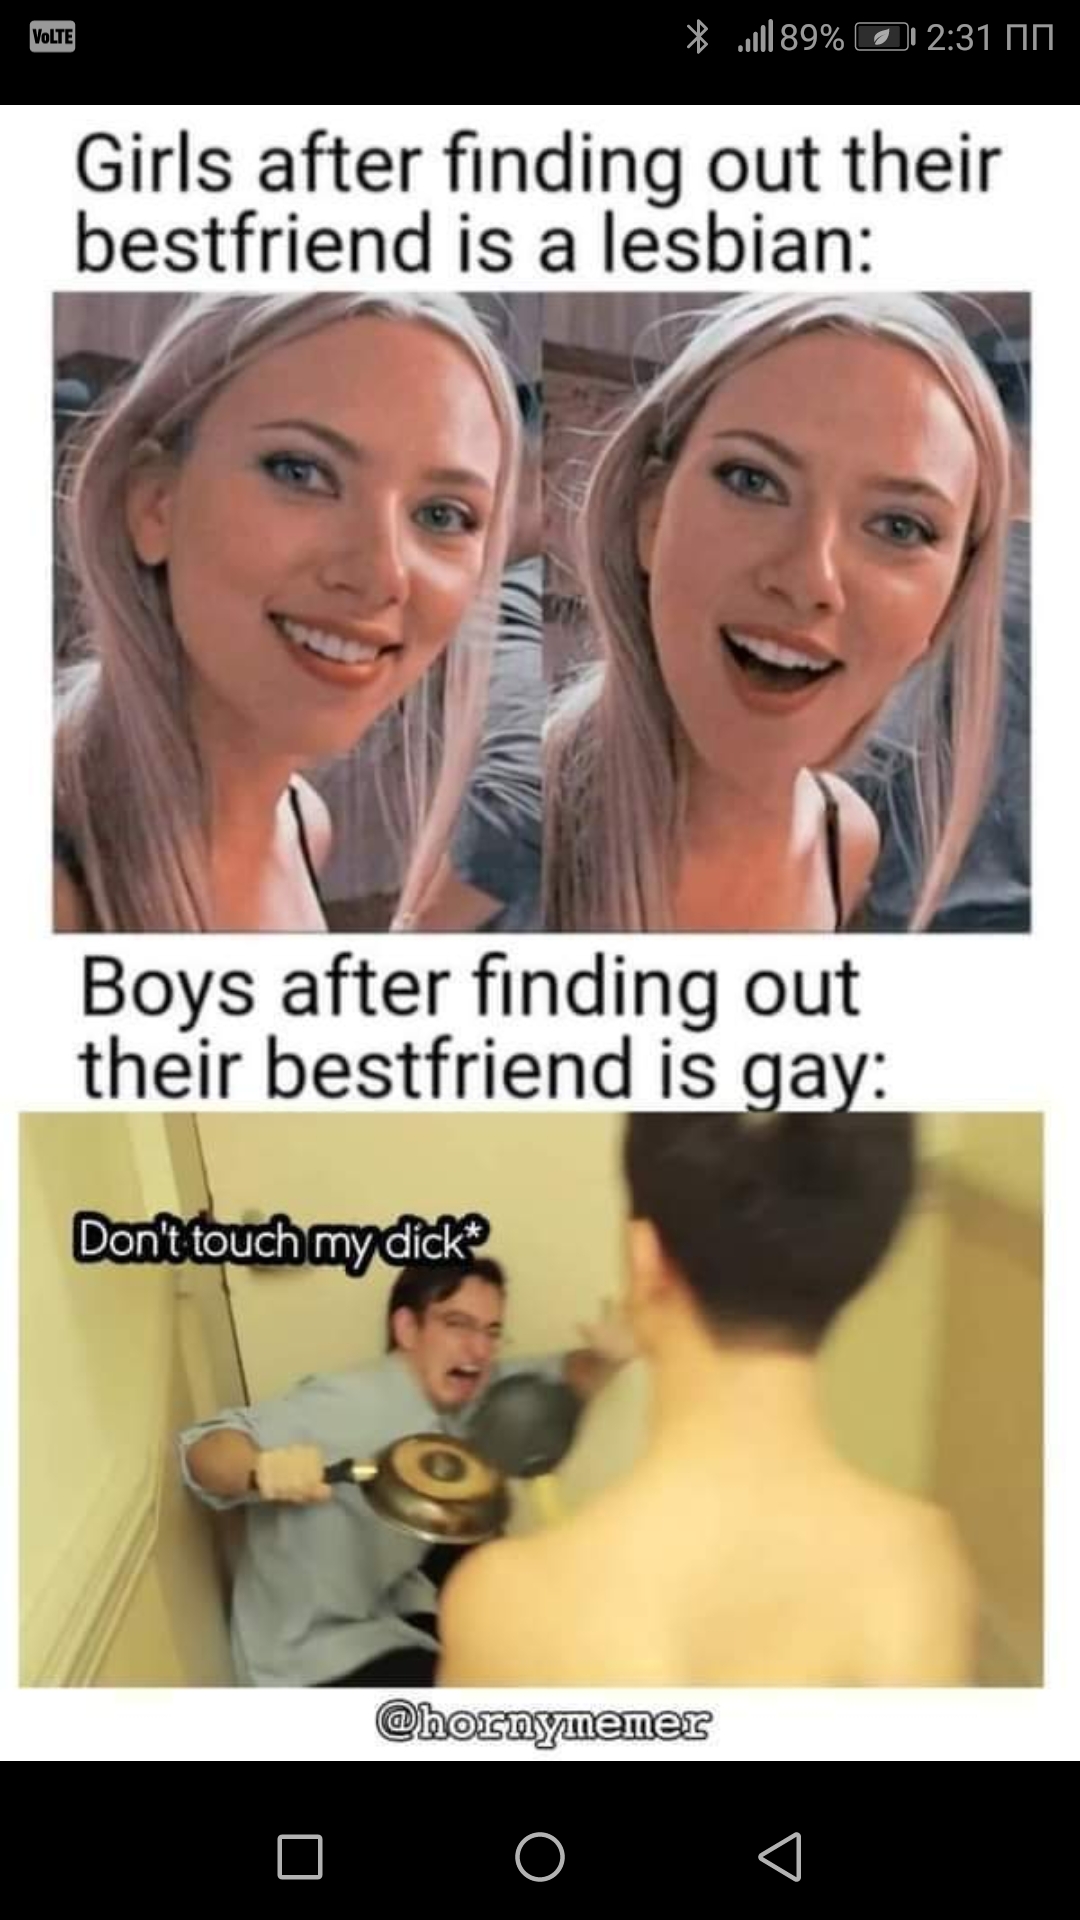 VoLTE
89% 2:31 ПП
Girls after finding out their
bestfriend is a lesbian:
Boys after finding out
their bestfriend is gay:
Don't touch my dick*
@hornymemer